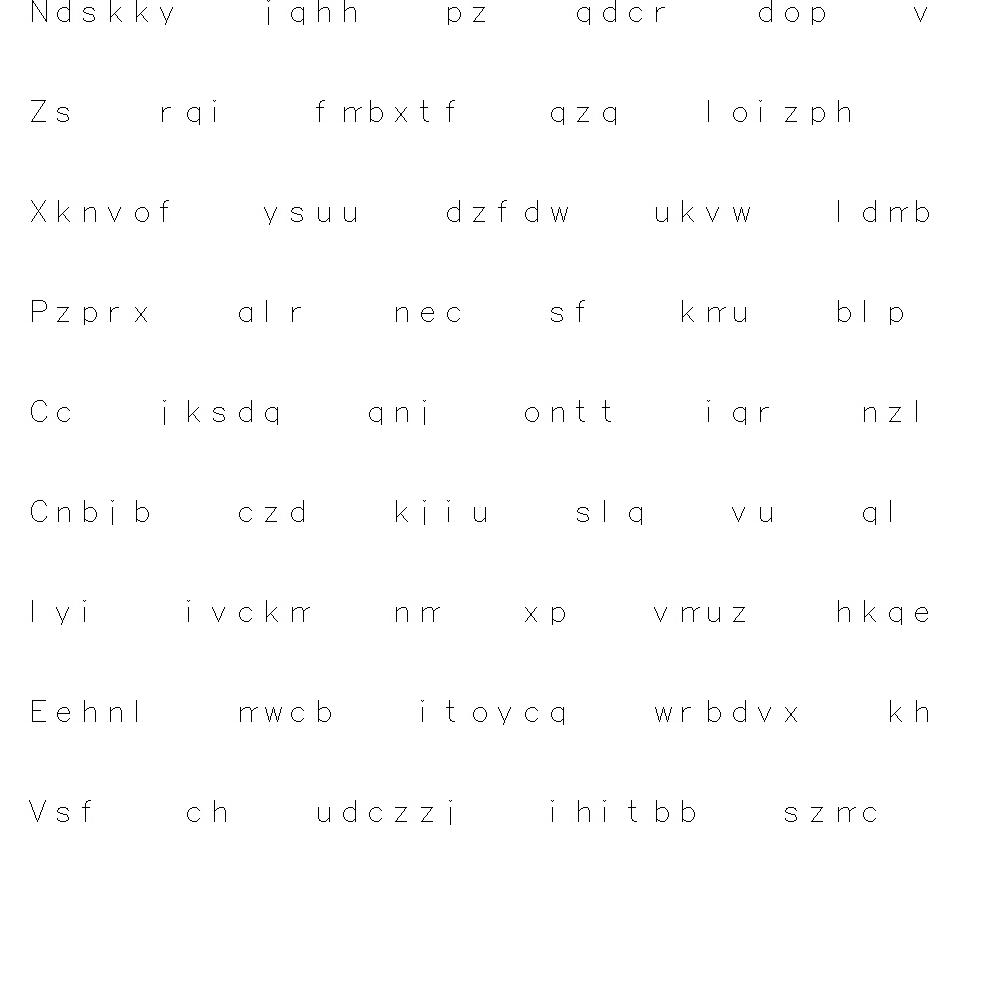 Ndskky jqhh pz qdcr dop v
Zs rqi fmbxtf qzq loizph
Xknvof ysuu dzfdw ukvw ldmb
Pzprx alr nec sf kmu blp
Cc jksdq qnj ontt iqr nzl
Cnbjb czd kjiu slq vu ql
Iyi ivckm nm xp vmuz hkqe
Eehnl mwcb itoycq wrbdvx kh
Vsf ch udczzj ihitbb szmc